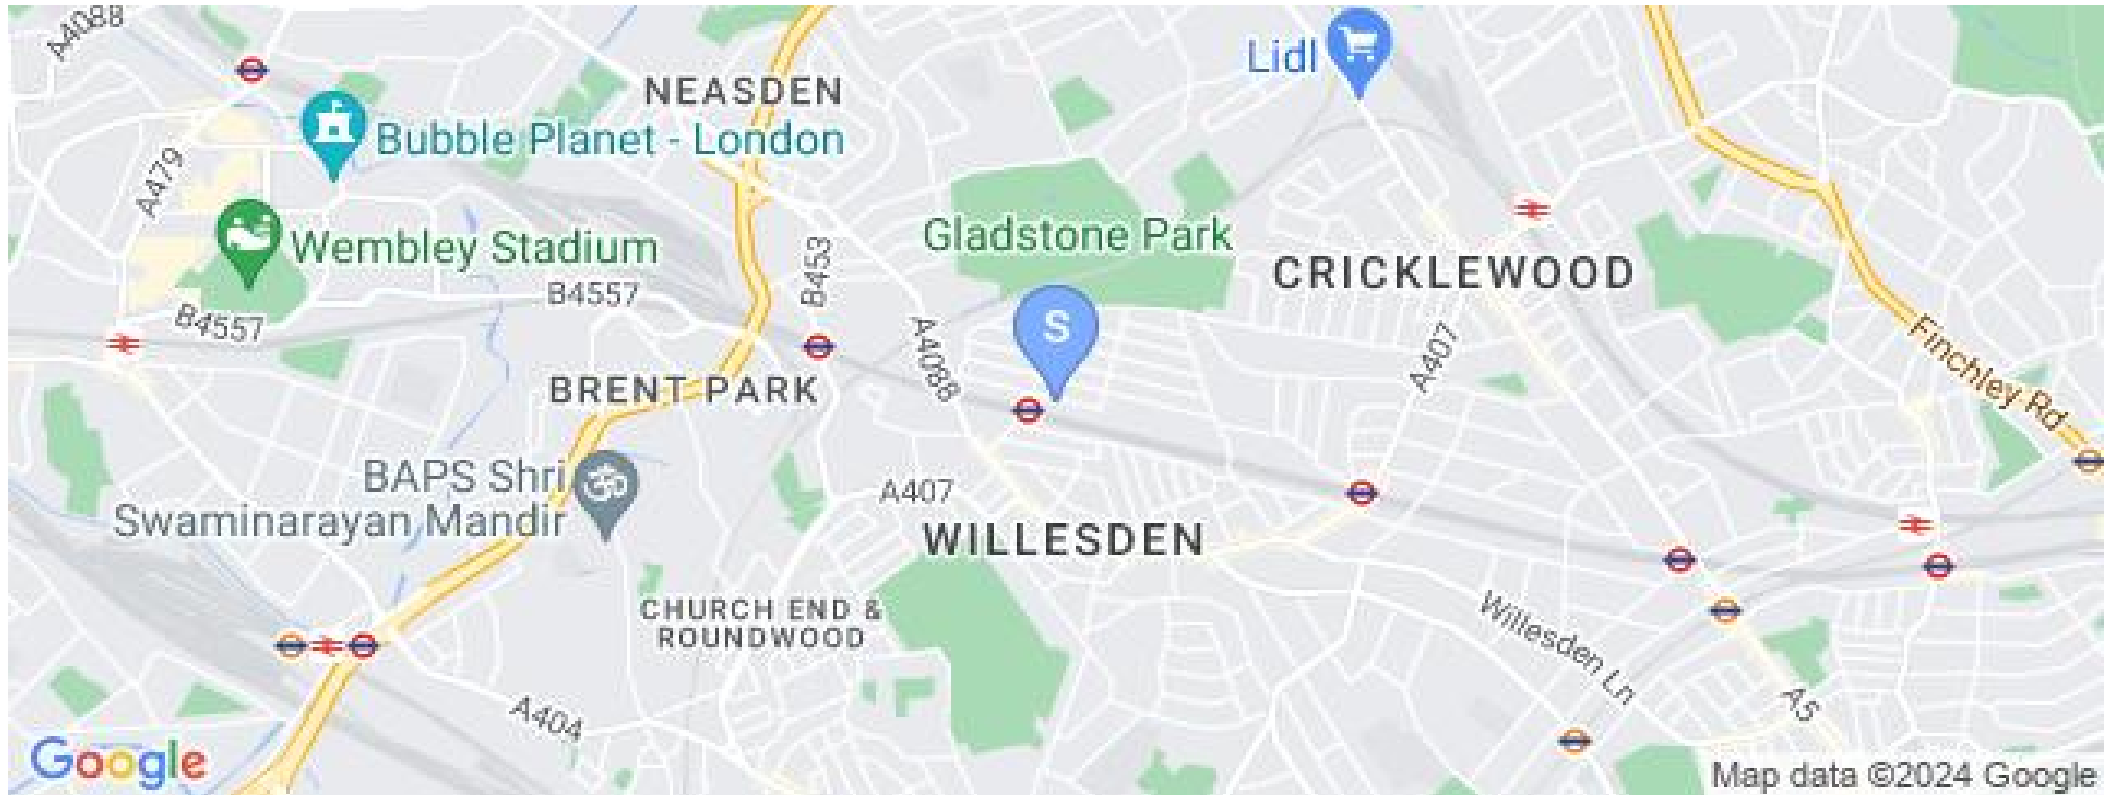 A4088
Lidl
NEASDEN
Bubble Planet - London
A479
Gladstone Park
Wembley Stadium
B453
CRICKLEWOOD
B4557
B4557
S
A4088
A407
Finchley Rd
BRENT PARK
BAPS Shri
Swaminarayan Mandir
A407
WILLESDEN
CHURCH END &
ROUNDWOOD
Willesden Ln
A404
A5
Google
Map data ©2024 Google